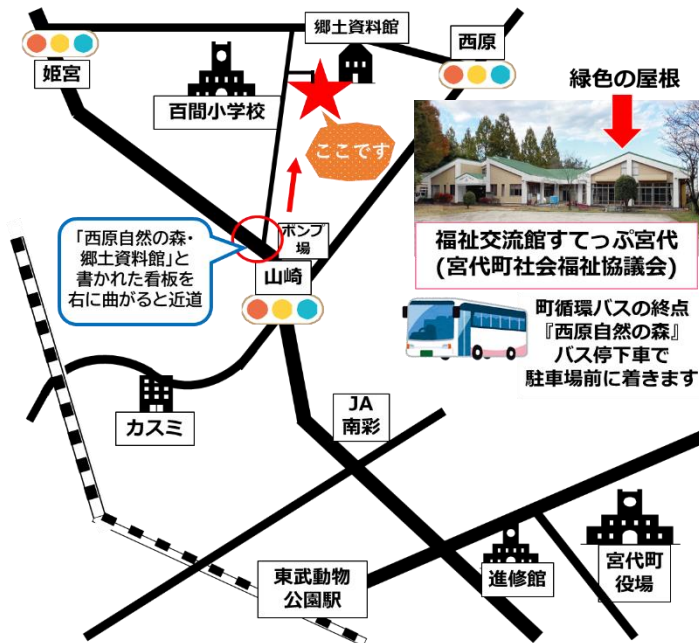 郷土資料館
西原
姫宮
百間小学校
緑色の屋根
ここです
「西原自然の森・
郷土資料館」と
書かれた看板を
右に曲がると近道
ポンプ
場
山崎
福祉交流館すてっぷ宮代
(宮代町社会福祉協議会)
町循環バスの終点
『西原自然の森』
バス停下車で
駐車場前に着きます
カスミ
JA
南彩
東武動物
公園駅
進修館
宮代町
役場